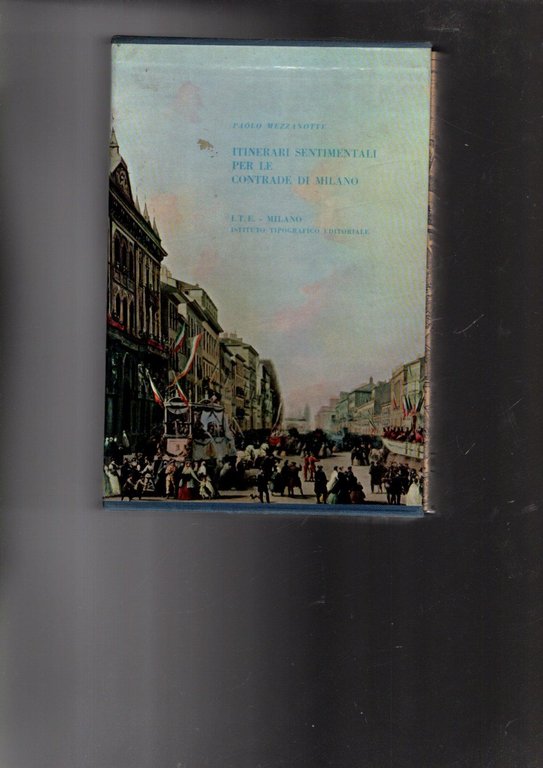 PAOLO MEZZANOTTE
ITINERARI SENTIMENTALI
PER LE
CONTRADE DI MILANO
I. T. E. - MILANO
ISTITUTO TIPOGRAFICO EDITORIALE